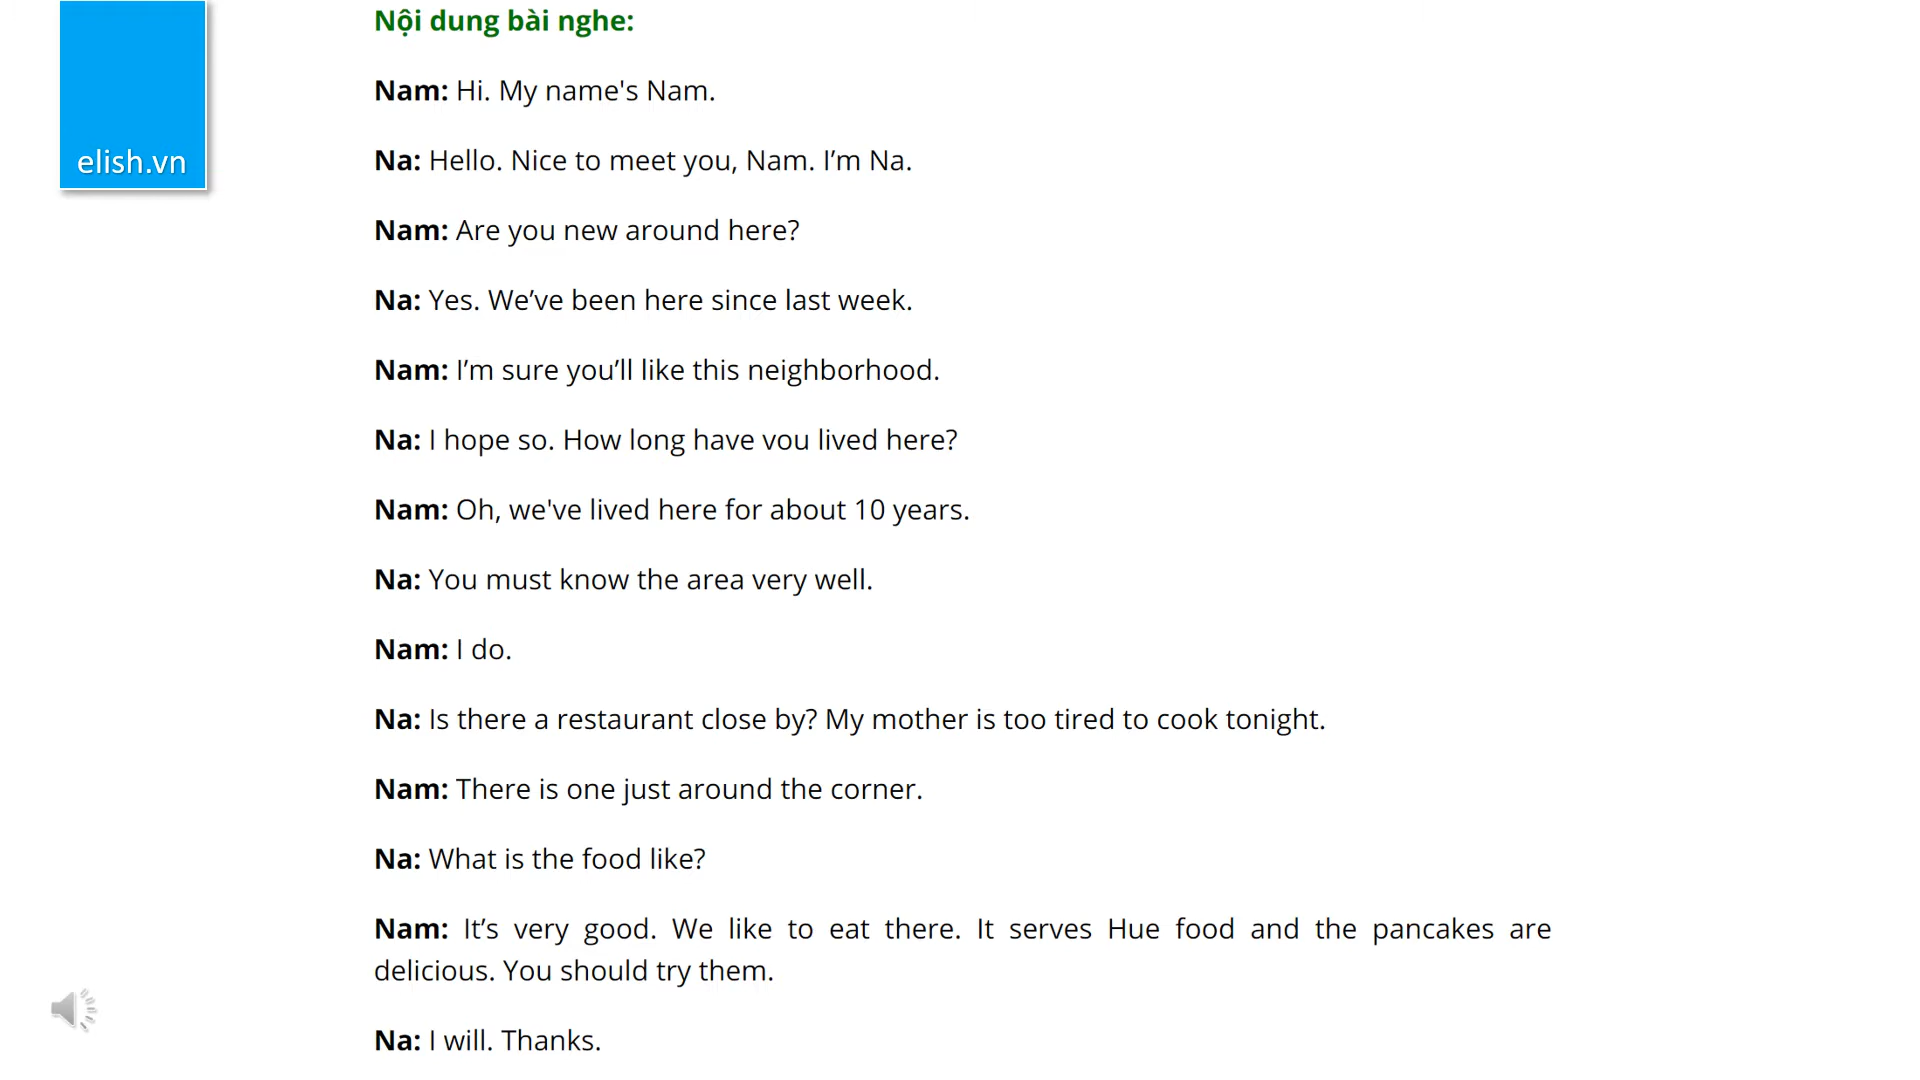 Nội dung bài nghe:
elish.vn
Nam: Hi. My name's Nam.
Na: Hello. Nice to meet you, Nam. I’m Na.
Nam: Are you new around here?
Na: Yes. We’ve been here since last week.
Nam: I’m sure you’ll like this neighborhood.
Na: I hope so. How long have vou lived here?
Nam: Oh, we've lived here for about 10 years.
Na: You must know the area very well.
Nam: I do.
Na: Is there a restaurant close by? My mother is too tired to cook tonight.
Nam: There is one just around the corner.
Na: What is the food like?
Nam: It’s very good. We like to eat there. It serves Hue food and the pancakes are
delicious. You should try them.
Na: I will. Thanks.